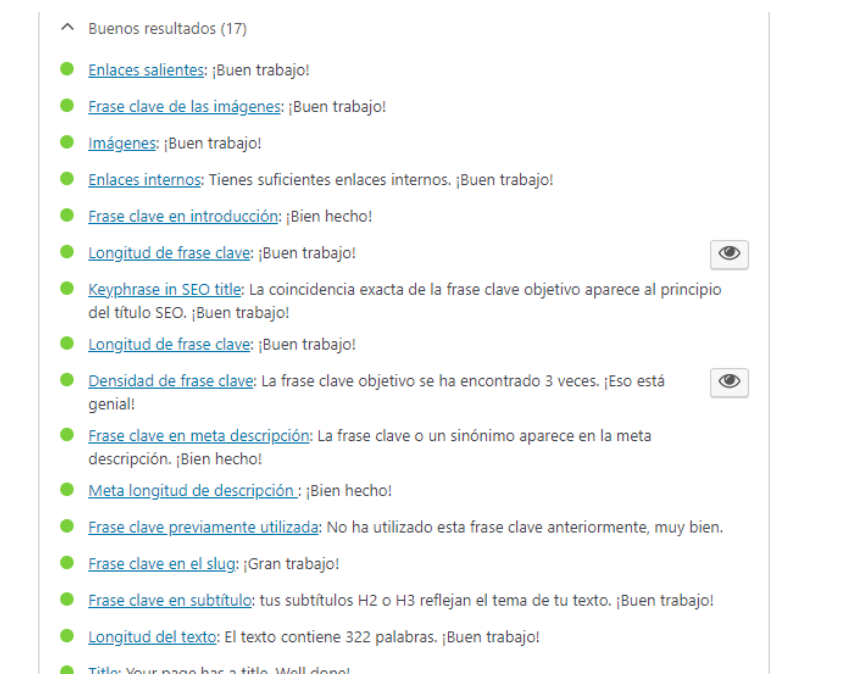 Buenos resultados (17)
Enlaces salientes: ¡Buen trabajo!
Frase clave de las imágenes: ¡Buen trabajo!
Imágenes: ¡Buen trabajo!
Enlaces internos: Tienes suficientes enlaces internos. ¡Buen trabajo!
Frase clave en introducción: ¡Bien hecho!
Longitud de frase clave: ¡Buen trabajo!
Keyphrase in SEO title: La coincidencia exacta de la frase clave objetivo aparece al principio
del título SEO. ¡Buen trabajo!
Longitud de frase clave: ¡Buen trabajo!
Densidad de frase clave: La frase clave objetivo se ha encontrado 3 veces. ¡Eso está
genial!
Frase clave en meta descripción: La frase clave o un sinónimo aparece en la meta
descripción. ¡Bien hecho!
Meta longitud de descripción : ¡Bien hecho!
Frase clave previamente utilizada: No ha utilizado esta frase clave anteriormente, muy bien.
Frase clave en el slug: ¡Gran trabajo!
Frase clave en subtítulo: tus subtítulos H2 o H3 reflejan el tema de tu texto. ¡Buen trabajo!
Longitud del texto: El texto contiene 322 palabras. ¡Buen trabajo!
Title: Your page has a title. Well done!